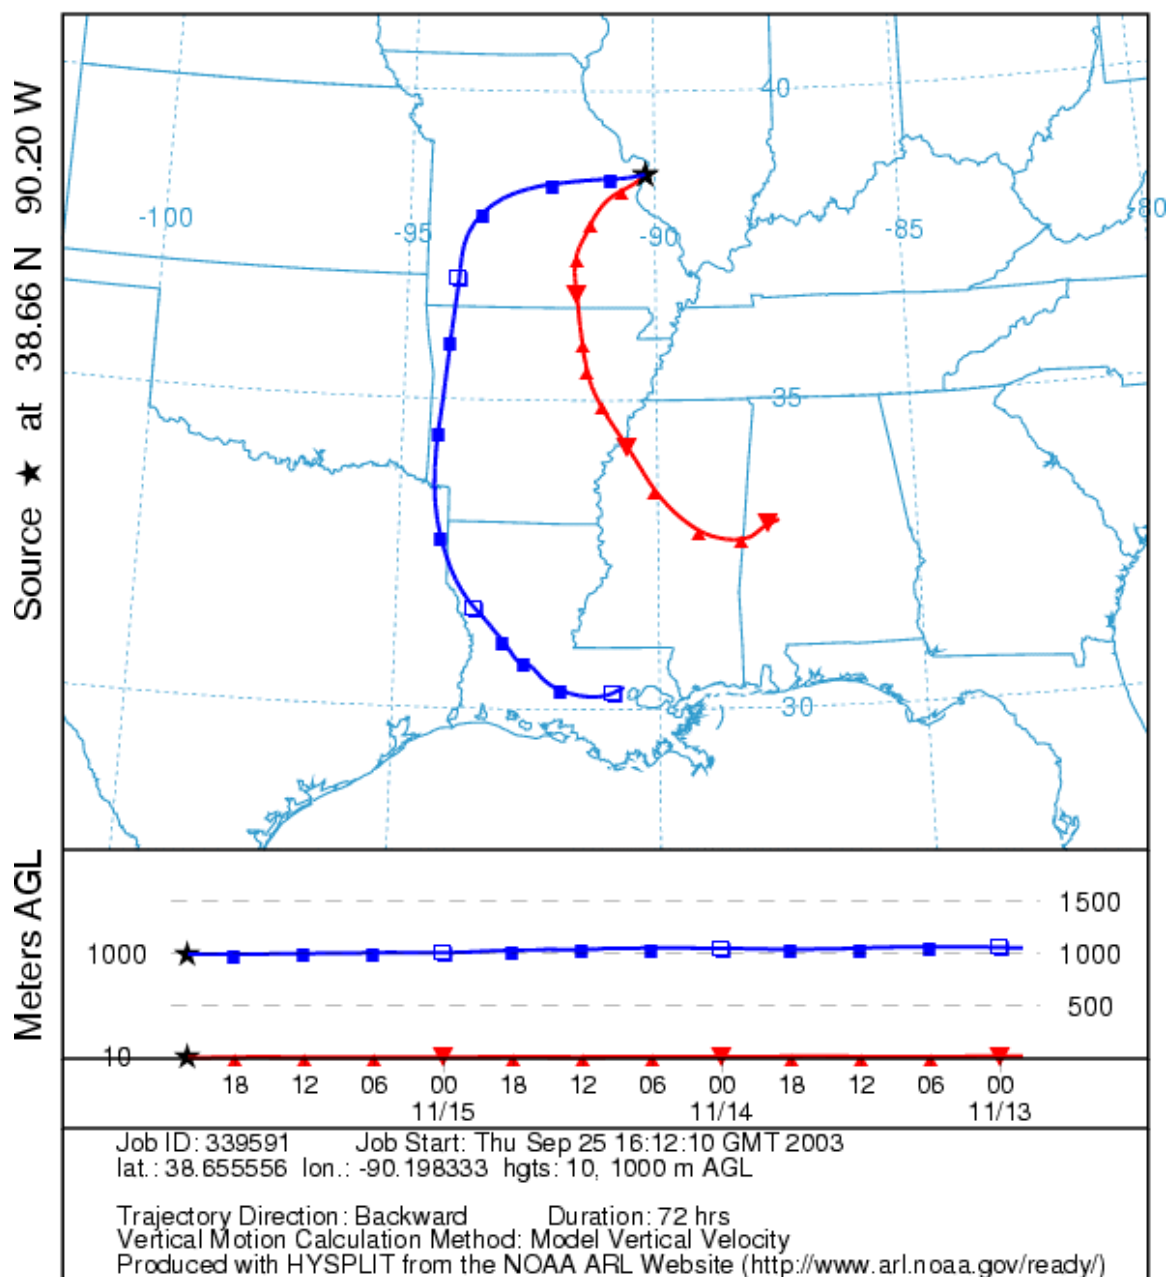 Source ★ at 38.66 N 90.20 W
40
-100
-95
-90
-85
-80
35
30
Meters AGL
1500
1000
1000
500
10
18 12 06 00 18 12 06 00 18 12 06 00
11/15 11/14 11/13
Job ID: 339591 Job Start: Thu Sep 25 16:12:10 GMT 2003
lat.: 38.655556 lon.: -90.198333 hgts: 10, 1000 m AGL
Trajectory Direction: Backward Duration: 72 hrs
Vertical Motion Calculation Method: Model Vertical Velocity
Produced with HYSPLIT from the NOAA ARL Website (http://www.arl.noaa.gov/ready/)